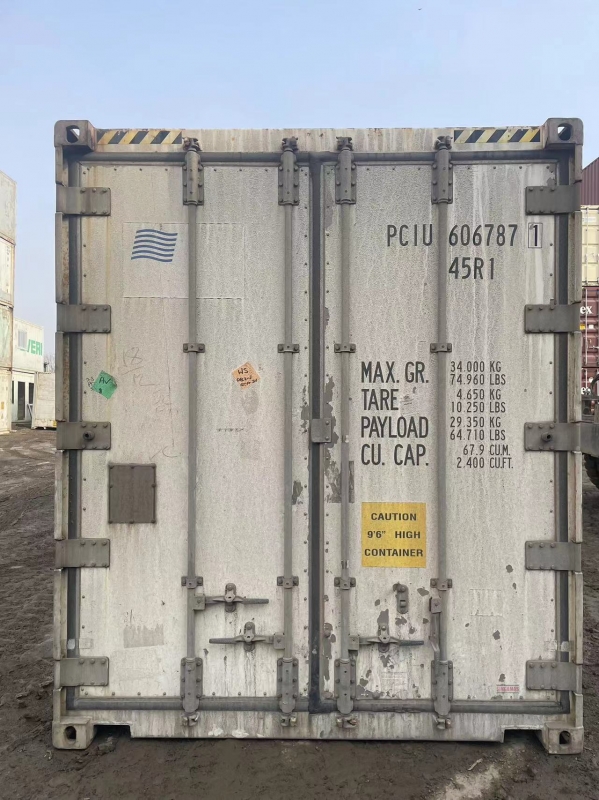 PCIU 606787 1
45R1
MAX. GR. 34.000 KG
74.960 LBS
TARE 4.650 KG
10.250 LBS
PAYLOAD 29.350 KG
64.710 LBS
CU. CAP. 67.9 CU.M.
2.400 CU.FT.
CAUTION
9'6" HIGH
CONTAINER
WS
AV